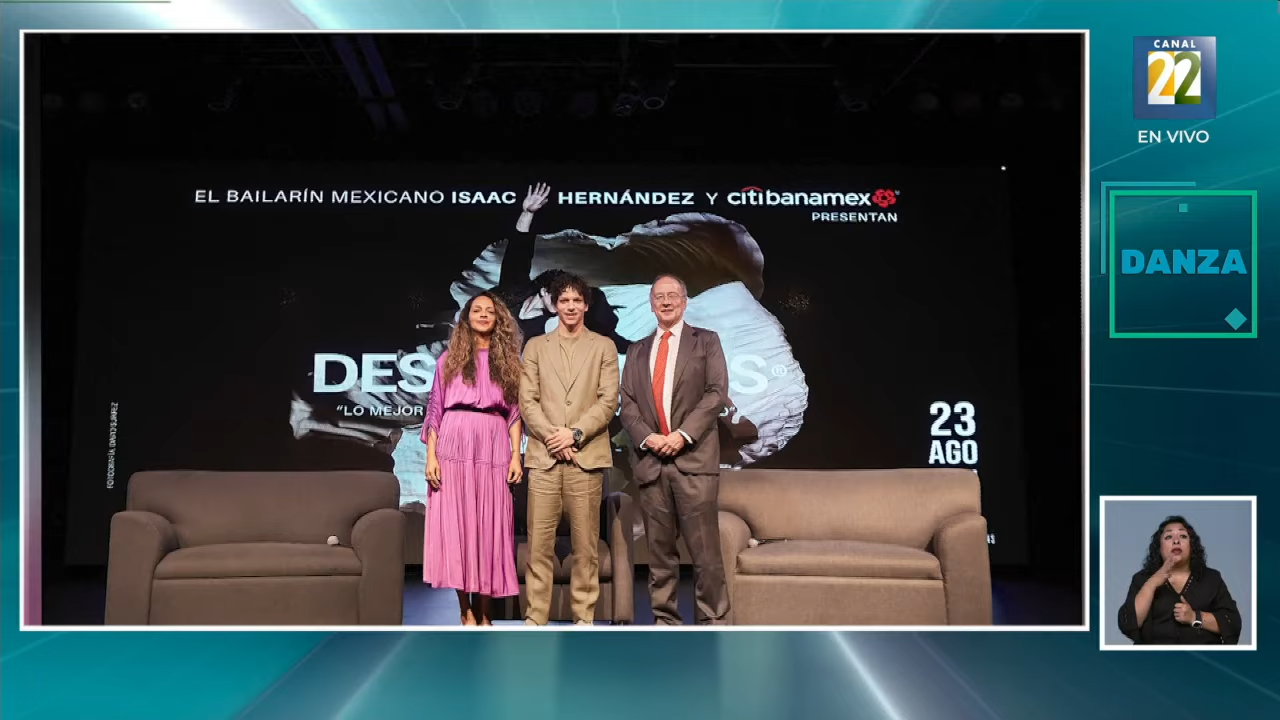 CANAL
22
EN VIVO
DANZA
EL BAILARÍN MEXICANO ISAAC HERNÁNDEZ Y citibanamex
PRESENTAN
DES S®
“LO MEJOR
23
AGO